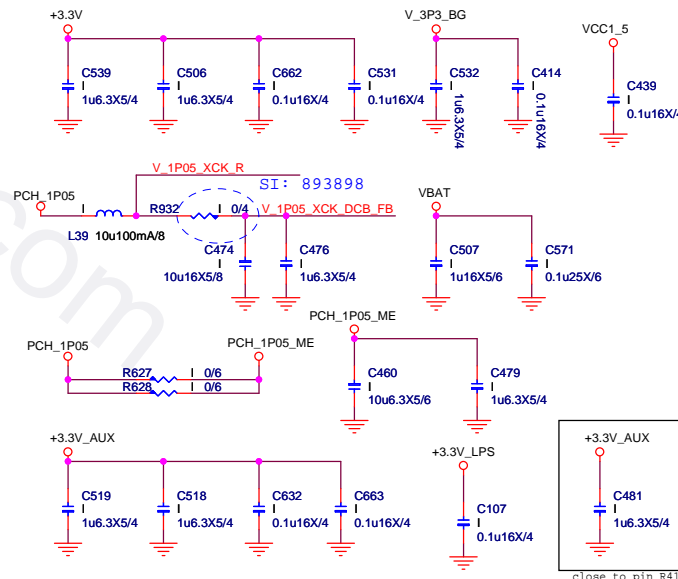 +3.3V
V_3P3_BG
VCC1_5
C539
I
1u6.3X5/4
C506
I
1u6.3X5/4
C662
I
0.1u16X/4
C531
I
0.1u16X/4
C532
I
1u6.3X5/4
C414
I
0.1u16X/4
C439
I
0.1u16X/4
V_1P05_XCK_R
SI: 893898
PCH_1P05
I
L39 10u100mA/8
R932 I 0/4
V_1P05_XCK_DCB_FB
C474
I
10u16X5/8
C476
I
1u6.3X5/4
VBAT
C507
I
1u16X5/6
C571
I
0.1u25X/6
PCH_1P05
PCH_1P05_ME
R627 I 0/6
R628 I 0/6
PCH_1P05_ME
C460
I
10u6.3X5/6
C479
I
1u6.3X5/4
+3.3V_AUX
C519
I
1u6.3X5/4
C518
I
1u6.3X5/4
C632
I
0.1u16X/4
C663
I
0.1u16X/4
+3.3V_LPS
C107
I
0.1u16X/4
+3.3V_AUX
C481
I
1u6.3X5/4
close to pin R41
com